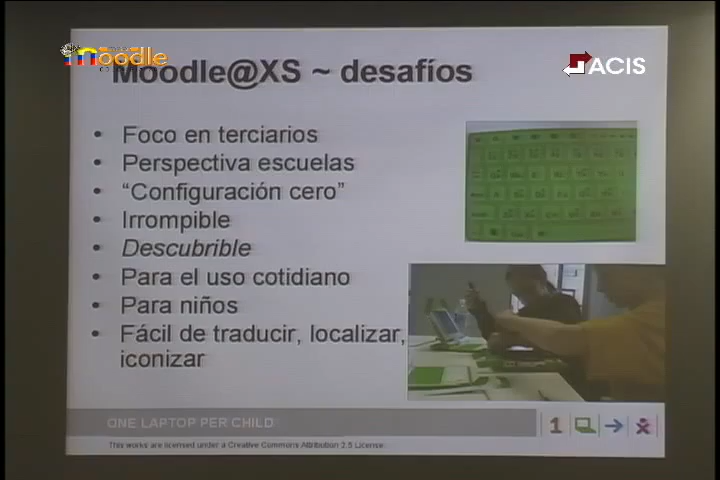 moodle
Moodle@XS ~ desafíos
ACIS
• Foco en terciarios
• Perspectiva escuelas
• “Configuración cero”
• Irrompible
• Descubrible
• Para el uso cotidiano
• Para niños
• Fácil de traducir, localizar,
iconizar
ONE LAPTOP PER CHILD
1
This works are licensed under a Creative Commons Attribution 2.5 License